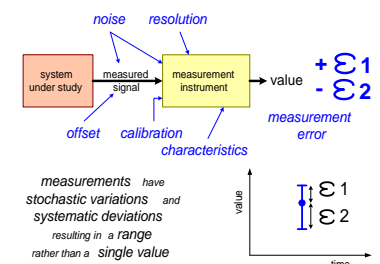 noise resolution
system
under study
measured
signal
measurement
instrument
value
+ ε1
- ε2
measurement
error
offset calibration
characteristics
measurements have
stochastic variations and
systematic deviations
resulting in a range
rather than a single value
value
ε1
ε2
time